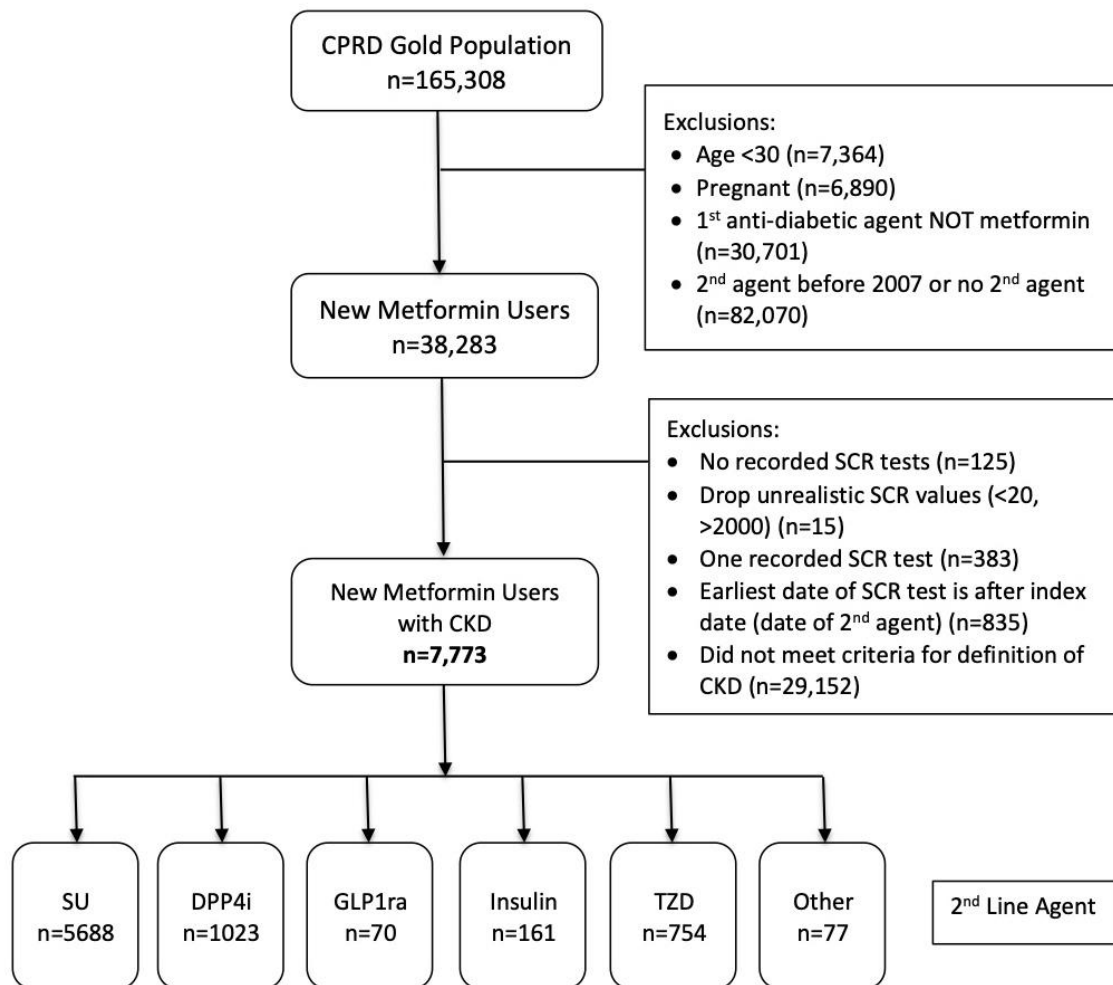 CPRD Gold Population
n=165,308
Exclusions:
• Age <30 (n=7,364)
• Pregnant (n=6,890)
• 1st anti-diabetic agent NOT metformin
(n=30,701)
• 2nd agent before 2007 or no 2nd agent
(n=82,070)
New Metformin Users
n=38,283
Exclusions:
• No recorded SCR tests (n=125)
• Drop unrealistic SCR values (<20,
>2000) (n=15)
• One recorded SCR test (n=383)
• Earliest date of SCR test is after index
date (date of 2nd agent) (n=835)
• Did not meet criteria for definition of
CKD (n=29,152)
New Metformin Users
with CKD
n=7,773
SU
n=5688
DPP4i
n=1023
GLP1ra
n=70
Insulin
n=161
TZD
n=754
Other
n=77
2nd Line Agent